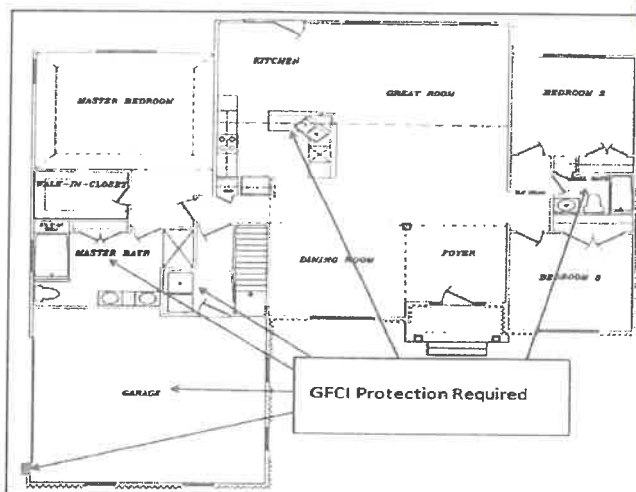 KITCHEN
MASTER BEDROOM
GREAT ROOM
BEDROOM 2
WALK-IN-CLOSET
MASTER BATH
DINING ROOM
FOYER
BEDROOM 3
GFCI Protection Required
GARAGE